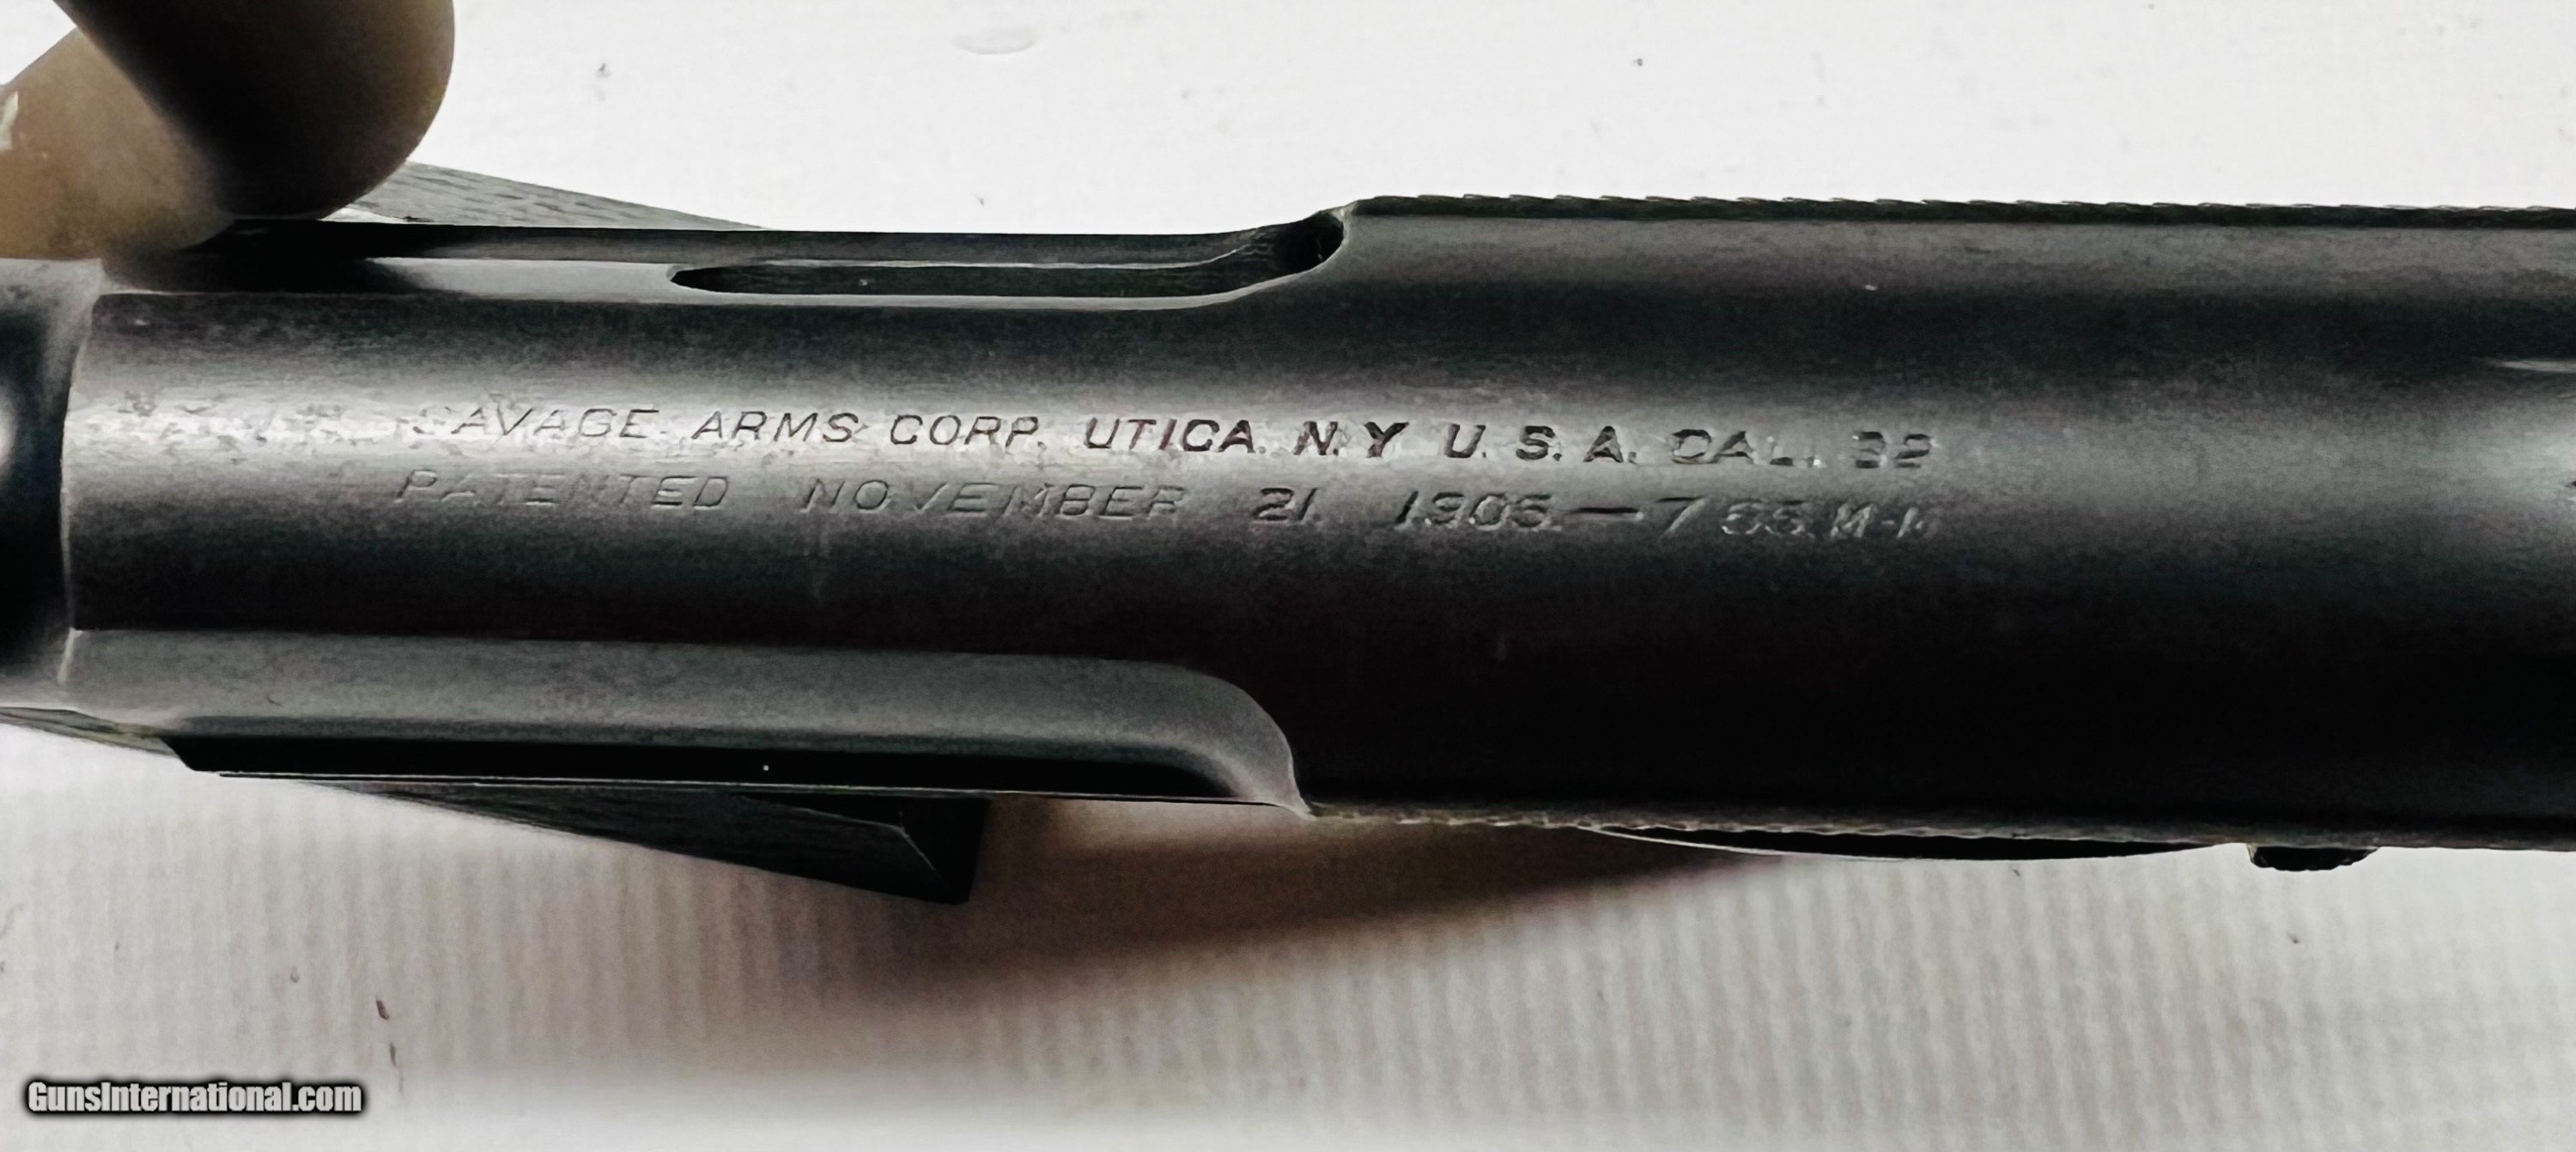 SAVAGE ARMS CORP. UTICA. N.Y U. S. A. CAL. 32
PATENTED NOVEMBER 21. 1905.—7 65 M-M
GunsInternational.com